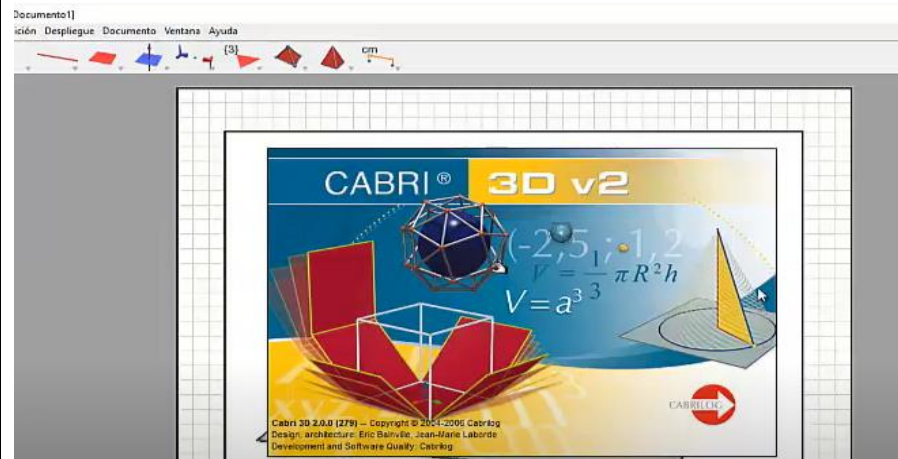 Documento1]
ición Despliegue Documento Ventana Ayuda
{3}
cm
CABRI® 3D v2
(-2,5 ; -1,2
V = 1/3 πR²h
V=a³
CABRILOG
Cabri 3D 2.0.0 (279) -- Copyright © 2004-2006 Cabrilog
Design, architecture: Eric Bainville, Jean-Marie Laborde
Development and Software Quality: Cabrilog